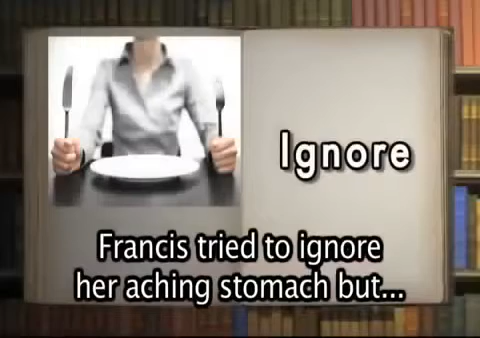 Ignore
Francis tried to ignore
her aching stomach but...